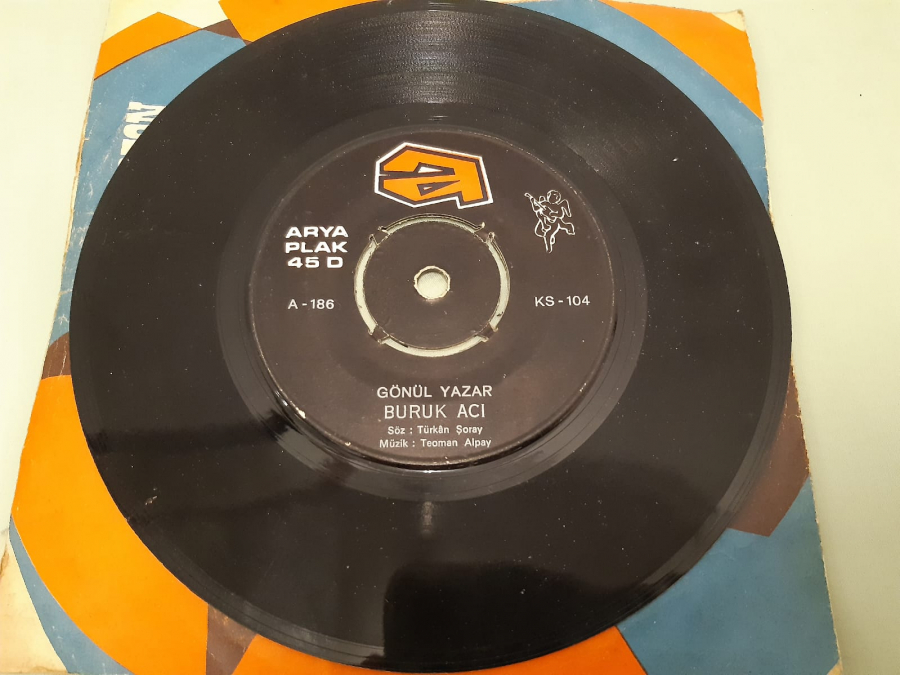 ARYA
PLAK
45 D
A - 186
KS - 104
GÖNÜL YAZAR
BURUK ACI
Söz : Türkân Şoray
Müzik : Teoman Alpay